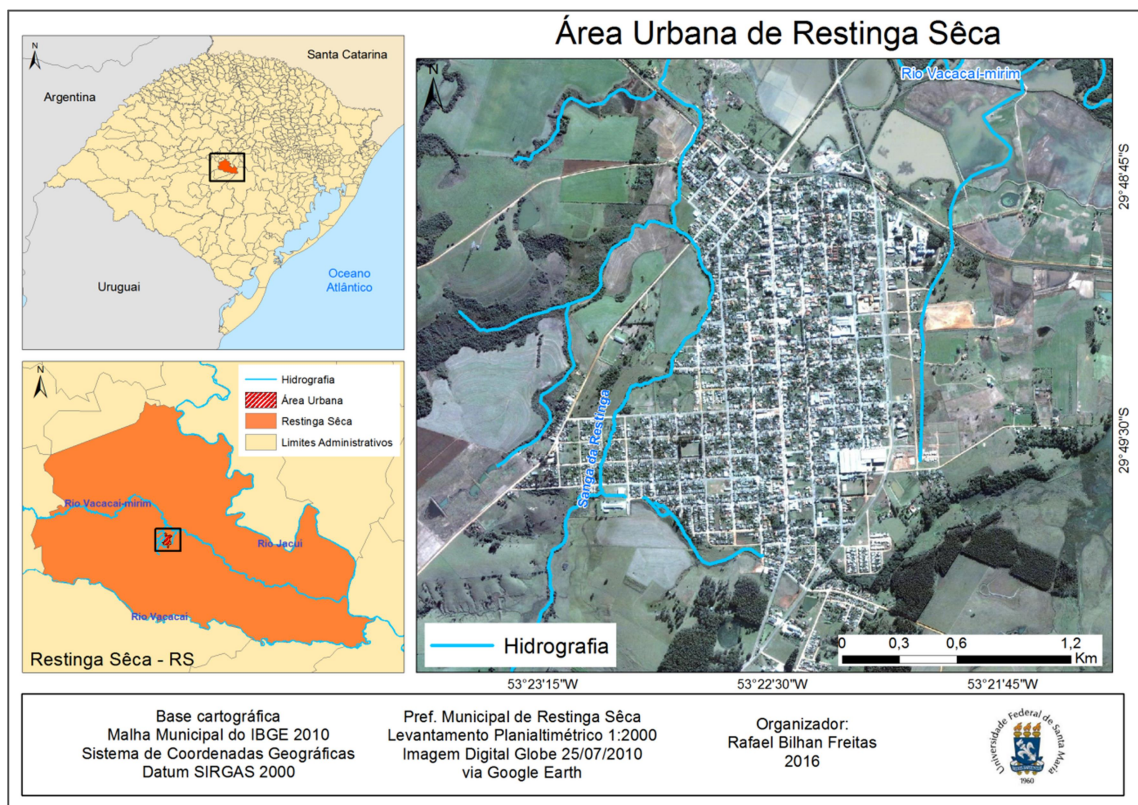 Área Urbana de Restinga Sêca
N
Santa Catarina
Argentina
Uruguai
Oceano
Atlântico
N
Hidrografia
Área Urbana
Restinga Sêca
Limites Administrativos
Rio Vacacai-mirim
Rio Jacui
Rio Vacacai
Restinga Sêca - RS
N
Rio Vacacaí-mirim
Sanga da Restinga
Hidrografia
0 0,3 0,6 1,2
Km
29°48'45"S
29°49'30"S
53°23'15"W 53°22'30"W 53°21'45"W
Base cartográfica
Malha Municipal do IBGE 2010
Sistema de Coordenadas Geográficas
Datum SIRGAS 2000
Pref. Municipal de Restinga Sêca
Levantamento Planialtimétrico 1:2000
Imagem Digital Globe 25/07/2010
via Google Earth
Organizador:
Rafael Bilhan Freitas
2016
Universidade Federal de Santa Maria
1960